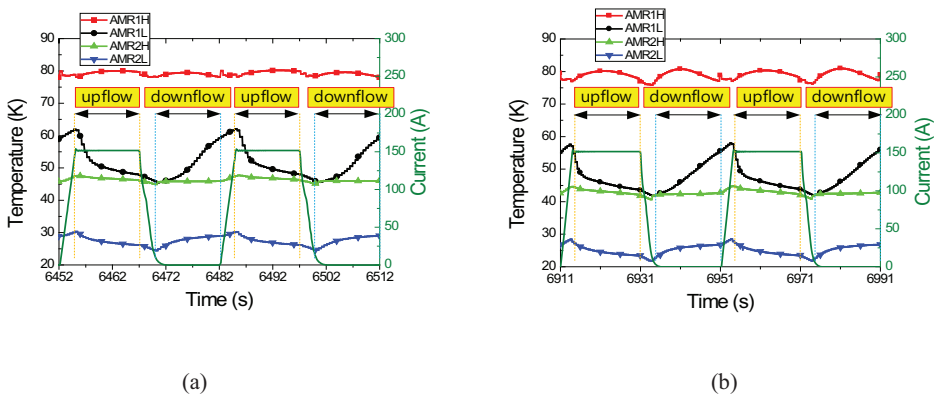 AMR1H
AMR1L
AMR2H
AMR2L
90
80
70
60
50
40
30
20
Temperature (K)
300
250
200
150
100
50
0
Current (A)
upflow
downflow
upflow
downflow
6452
6462
6472
6482
6492
6502
6512
Time (s)
(a)
AMR1H
AMR1L
AMR2H
AMR2L
90
80
70
60
50
40
30
20
Temperature (K)
300
250
200
150
100
50
0
Current (A)
upflow
downflow
upflow
downflow
6911
6931
6951
6971
6991
Time (s)
(b)